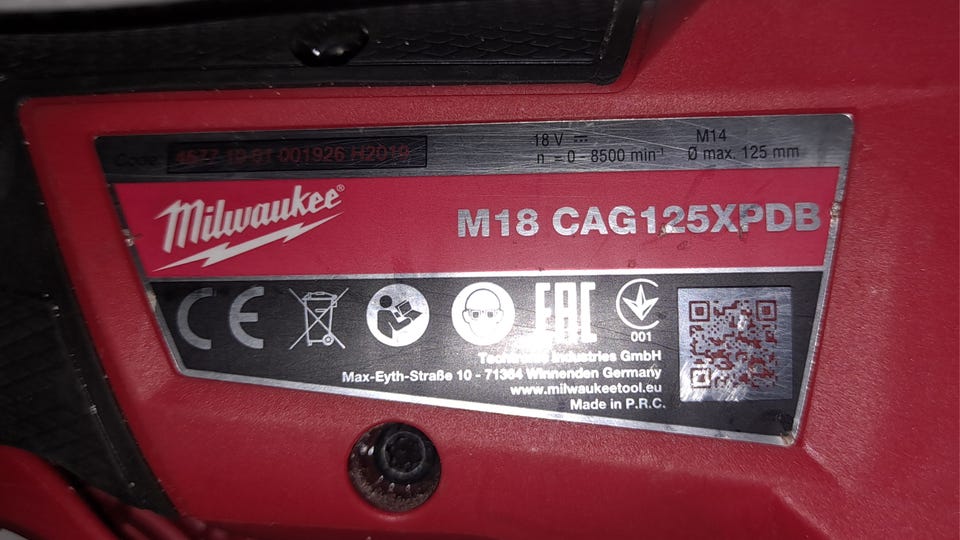 Code 4677 19 01 001926 H2019
18 V ⎓
n = 0 - 8500 min⁻¹
M14
Ø max. 125 mm
Milwaukee®
M18 CAG125XPDB
CE
EAC
001
Industries GmbH
Max-Eyth-Straße 10 - 71364 Winnenden Germany
www.milwaukeetool.eu
Made in P.R.C.